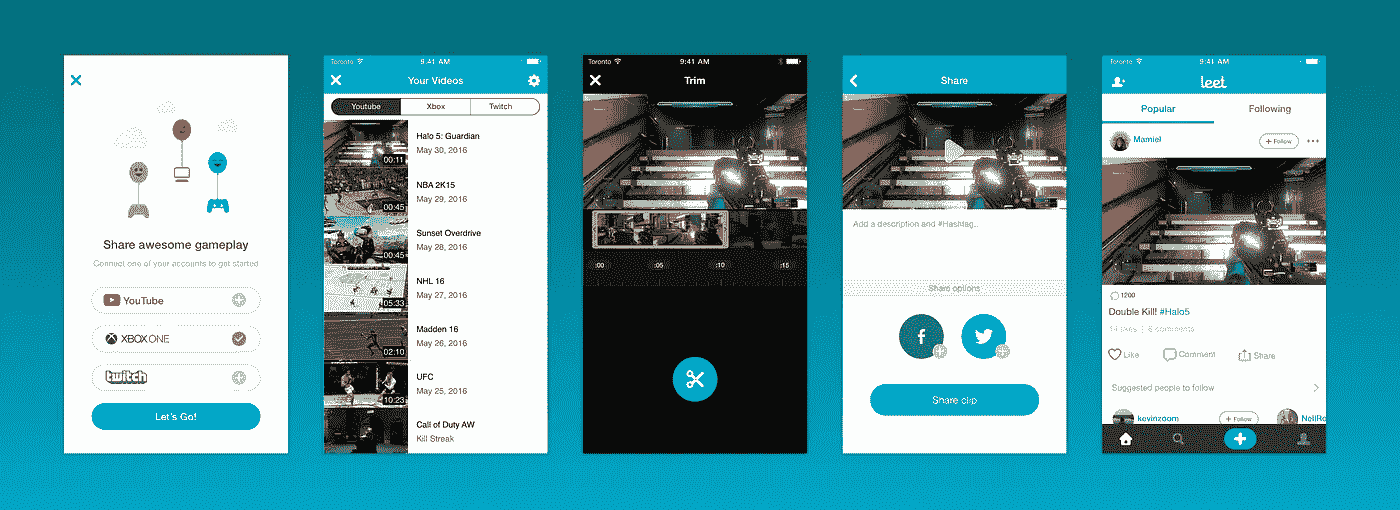 Share awesome gameplay
Connect one of your accounts to get started
YouTube
XBOX ONE
twitch
Let's Go!
Toronto 9:41 AM
Your Videos
Youtube Xbox Twitch
Halo 5: Guardian
May 30, 2016
00:11
NBA 2K15
May 29, 2016
00:45
Sunset Overdrive
May 28, 2016
00:45
NHL 16
May 27, 2016
05:33
Madden 16
May 26, 2016
02:10
UFC
May 25, 2016
10:23
Call of Duty AW
Kill Streak
Toronto 9:41 AM
Trim
:00 :05 :10 :15
Share
Add a description and #Hashtag...
Share options
Share clip
Toronto 9:41 AM
leet
Popular Following
Mamiel
+ Follow
1200
Double Kill! #Halo5
14 likes 6 comments
Like Comment Share
Suggested people to follow
kevinzoom
+ Follow
NellRo